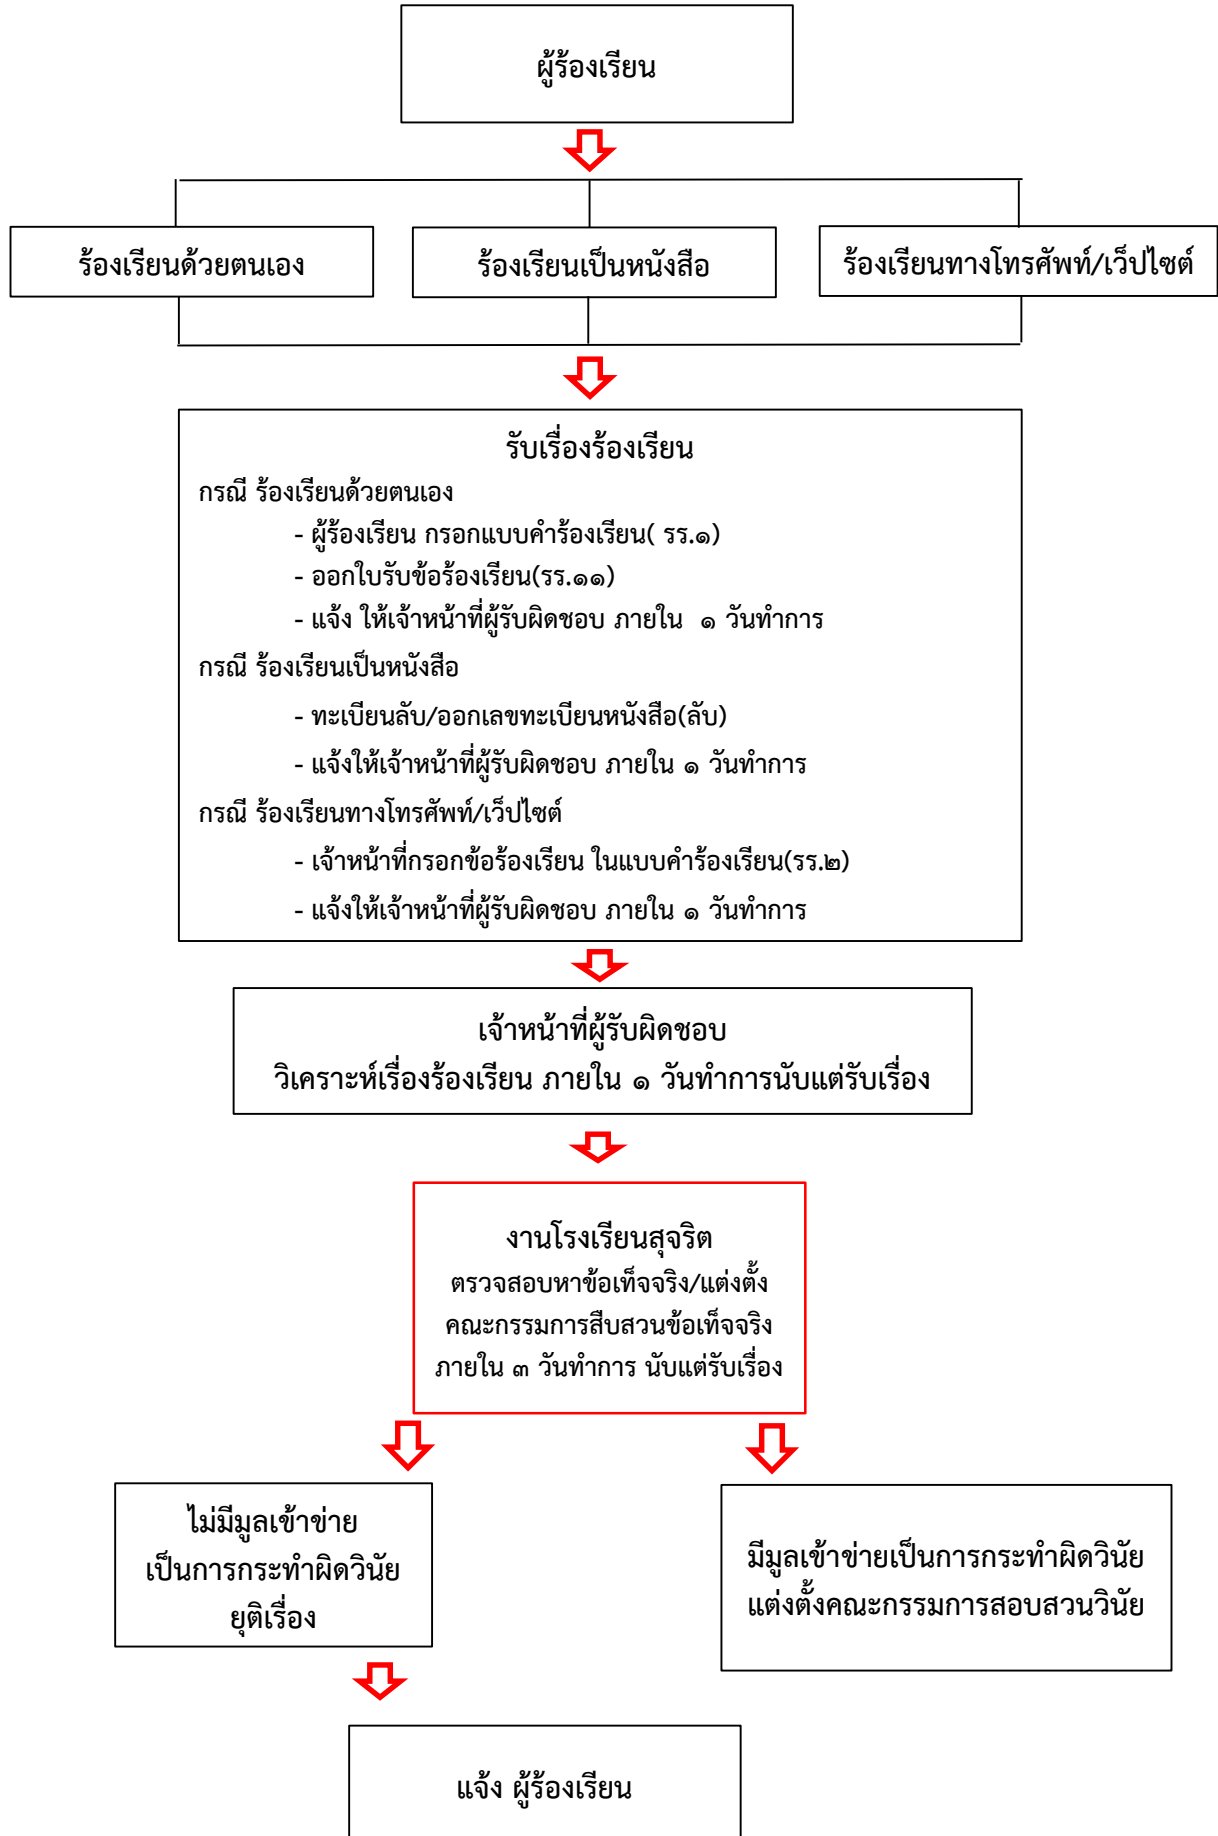 ผู้ร้องเรียน
ร้องเรียนด้วยตนเอง
ร้องเรียนเป็นหนังสือ
ร้องเรียนทางโทรศัพท์/เว็ปไซต์
รับเรื่องร้องเรียน
กรณี ร้องเรียนด้วยตนเอง
- ผู้ร้องเรียน กรอกแบบคำร้องเรียน( รร.๑)
- ออกใบรับข้อร้องเรียน(รร.๑๑)
- แจ้ง ให้เจ้าหน้าที่ผู้รับผิดชอบ ภายใน ๑ วันทำการ
กรณี ร้องเรียนเป็นหนังสือ
- ทะเบียนลับ/ออกเลขทะเบียนหนังสือ(ลับ)
- แจ้งให้เจ้าหน้าที่ผู้รับผิดชอบ ภายใน ๑ วันทำการ
กรณี ร้องเรียนทางโทรศัพท์/เว็ปไซต์
- เจ้าหน้าที่กรอกข้อร้องเรียน ในแบบคำร้องเรียน(รร.๒)
- แจ้งให้เจ้าหน้าที่ผู้รับผิดชอบ ภายใน ๑ วันทำการ
เจ้าหน้าที่ผู้รับผิดชอบ
วิเคราะห์เรื่องร้องเรียน ภายใน ๑ วันทำการนับแต่รับเรื่อง
งานโรงเรียนสุจริต
ตรวจสอบหาข้อเท็จจริง/แต่งตั้ง
คณะกรรมการสืบสวนข้อเท็จจริง
ภายใน ๓ วันทำการ นับแต่รับเรื่อง
ไม่มีมูลเข้าข่าย
เป็นการกระทำผิดวินัย
ยุติเรื่อง
มีมูลเข้าข่ายเป็นการกระทำผิดวินัย
แต่งตั้งคณะกรรมการสอบสวนวินัย
แจ้ง ผู้ร้องเรียน